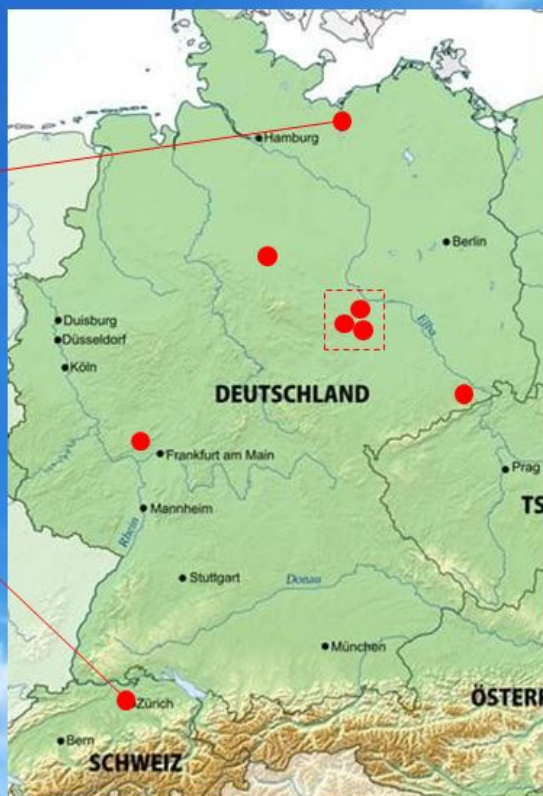 Hamburg
Berlin
Elba
Duisburg
Düsseldorf
Köln
DEUTSCHLAND
Frankfurt am Main
Prag
Mannheim
TS
Rhein
Stuttgart
Donau
München
Zürich
ÖSTERR
Bern
SCHWEIZ